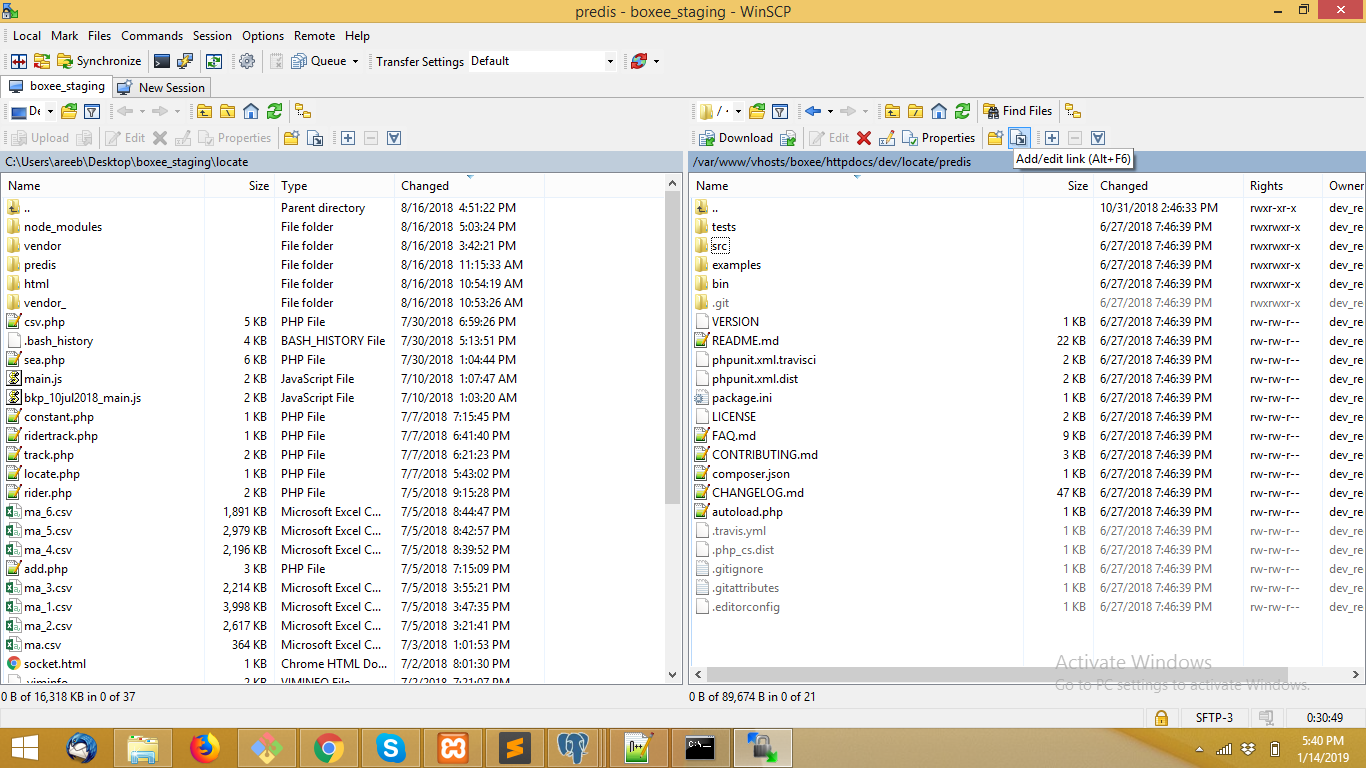 predis - boxee_staging - WinSCP
Local Mark Files Commands Session Options Remote Help
Synchronize Queue Transfer Settings Default
boxee_staging New Session
De / Find Files
Upload Edit Properties Download Edit Properties
C:\Users\areeb\Desktop\boxee_staging\locate
/var/www/vhosts/boxee/httpdocs/dev/locate/predis
Add/edit link (Alt+F6)
Name Size Type Changed
.. Parent directory 8/16/2018 4:51:22 PM
node_modules File folder 8/16/2018 5:03:24 PM
vendor File folder 8/16/2018 3:42:21 PM
predis File folder 8/16/2018 11:15:33 AM
html File folder 8/16/2018 10:54:19 AM
vendor_ File folder 8/16/2018 10:53:26 AM
csv.php 5 KB PHP File 7/30/2018 6:59:26 PM
.bash_history 4 KB BASH_HISTORY File 7/30/2018 5:13:51 PM
sea.php 6 KB PHP File 7/30/2018 1:04:44 PM
main.js 2 KB JavaScript File 7/10/2018 1:07:47 AM
bkp_10jul2018_main.js 2 KB JavaScript File 7/10/2018 1:03:20 AM
constant.php 1 KB PHP File 7/7/2018 7:15:45 PM
ridertrack.php 1 KB PHP File 7/7/2018 6:41:40 PM
track.php 2 KB PHP File 7/7/2018 6:21:23 PM
locate.php 1 KB PHP File 7/7/2018 5:43:02 PM
rider.php 2 KB PHP File 7/5/2018 9:15:28 PM
ma_6.csv 1,891 KB Microsoft Excel C... 7/5/2018 8:44:47 PM
ma_5.csv 2,979 KB Microsoft Excel C... 7/5/2018 8:42:57 PM
ma_4.csv 2,196 KB Microsoft Excel C... 7/5/2018 8:39:52 PM
add.php 3 KB PHP File 7/5/2018 7:15:09 PM
ma_3.csv 2,214 KB Microsoft Excel C... 7/5/2018 3:55:21 PM
ma_1.csv 3,998 KB Microsoft Excel C... 7/5/2018 3:47:35 PM
ma_2.csv 2,617 KB Microsoft Excel C... 7/5/2018 3:21:41 PM
ma.csv 364 KB Microsoft Excel C... 7/3/2018 1:01:53 PM
socket.html 1 KB Chrome HTML Do... 7/2/2018 8:01:30 PM
.viminfo 2 KB VIMINFO File 7/2/2018 7:31:07 PM
0 B of 16,318 KB in 0 of 37
Name Size Changed Rights Owner
.. 10/31/2018 2:46:33 PM rwxr-xr-x dev_re
tests 6/27/2018 7:46:39 PM rwxrwxr-x dev_re
src 6/27/2018 7:46:39 PM rwxrwxr-x dev_re
examples 6/27/2018 7:46:39 PM rwxrwxr-x dev_re
bin 6/27/2018 7:46:39 PM rwxrwxr-x dev_re
.git 6/27/2018 7:46:39 PM rwxrwxr-x dev_re
VERSION 1 KB 6/27/2018 7:46:39 PM rw-rw-r-- dev_re
README.md 22 KB 6/27/2018 7:46:39 PM rw-rw-r-- dev_re
phpunit.xml.travisci 2 KB 6/27/2018 7:46:39 PM rw-rw-r-- dev_re
phpunit.xml.dist 2 KB 6/27/2018 7:46:39 PM rw-rw-r-- dev_re
package.ini 1 KB 6/27/2018 7:46:39 PM rw-rw-r-- dev_re
LICENSE 2 KB 6/27/2018 7:46:39 PM rw-rw-r-- dev_re
FAQ.md 9 KB 6/27/2018 7:46:39 PM rw-rw-r-- dev_re
CONTRIBUTING.md 3 KB 6/27/2018 7:46:39 PM rw-rw-r-- dev_re
composer.json 1 KB 6/27/2018 7:46:39 PM rw-rw-r-- dev_re
CHANGELOG.md 47 KB 6/27/2018 7:46:39 PM rw-rw-r-- dev_re
autoload.php 1 KB 6/27/2018 7:46:39 PM rw-rw-r-- dev_re
.travis.yml 1 KB 6/27/2018 7:46:39 PM rw-rw-r-- dev_re
.php_cs.dist 1 KB 6/27/2018 7:46:39 PM rw-rw-r-- dev_re
.gitignore 1 KB 6/27/2018 7:46:39 PM rw-rw-r-- dev_re
.gitattributes 1 KB 6/27/2018 7:46:39 PM rw-rw-r-- dev_re
.editorconfig 1 KB 6/27/2018 7:46:39 PM rw-rw-r-- dev_re
Activate Windows
Go to PC settings to activate Windows.
0 B of 89,674 B in 0 of 21
SFTP-3 0:30:49
5:40 PM
1/14/2019